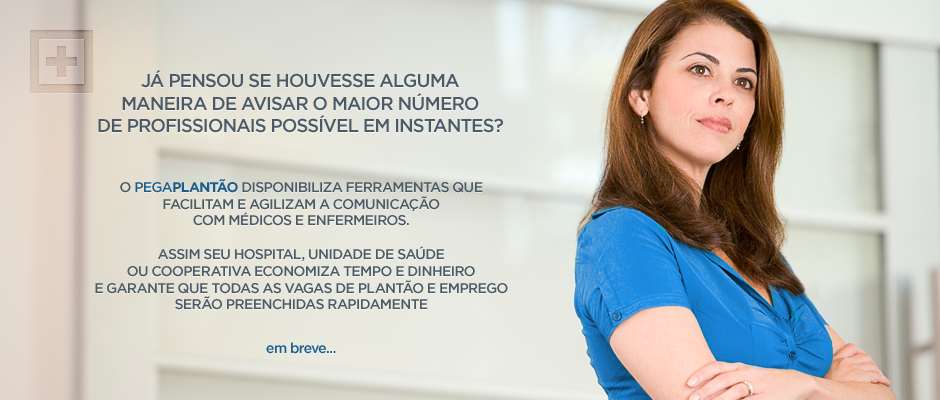 JÁ PENSOU SE HOUVESSE ALGUMA
MANEIRA DE AVISAR O MAIOR NÚMERO
DE PROFISSIONAIS POSSÍVEL EM INSTANTES?
O PEGAPLANTÃO DISPONIBILIZA FERRAMENTAS QUE
FACILITAM E AGILIZAM A COMUNICAÇÃO
COM MÉDICOS E ENFERMEIROS.
ASSIM SEU HOSPITAL, UNIDADE DE SAÚDE
OU COOPERATIVA ECONOMIZA TEMPO E DINHEIRO
E GARANTE QUE TODAS AS VAGAS DE PLANTÃO E EMPREGO
SERÃO PREENCHIDAS RAPIDAMENTE
em breve...